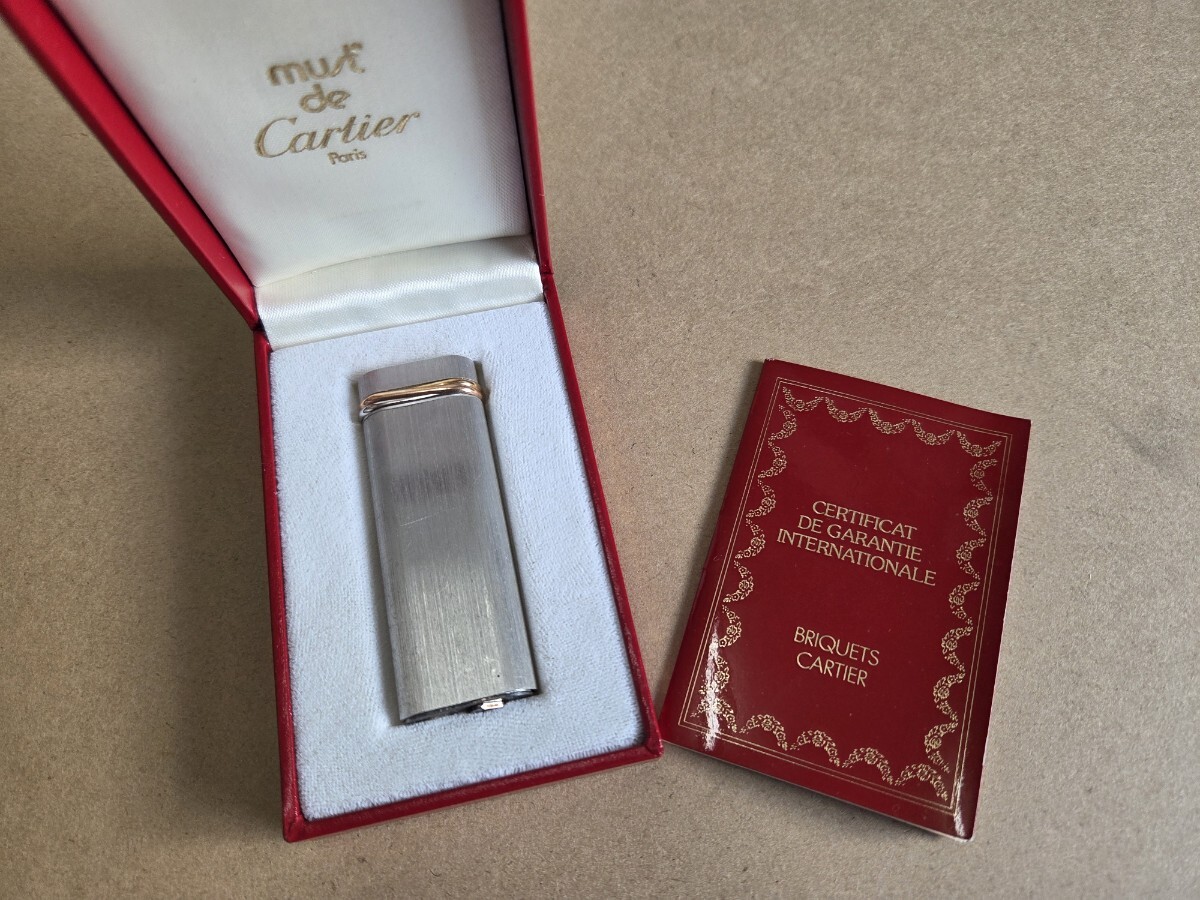 must
de
Cartier
Paris
CERTIFICAT
DE GARANTIE
INTERNATIONALE
BRIQUETS
CARTIER